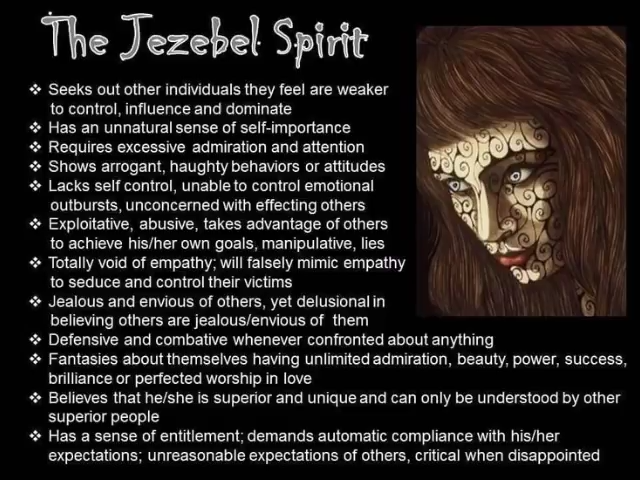 The Jezebel Spirit
❖ Seeks out other individuals they feel are weaker
to control, influence and dominate
❖ Has an unnatural sense of self-importance
❖ Requires excessive admiration and attention
❖ Shows arrogant, haughty behaviors or attitudes
❖ Lacks self control, unable to control emotional
outbursts, unconcerned with effecting others
❖ Exploitative, abusive, takes advantage of others
to achieve his/her own goals, manipulative, lies
❖ Totally void of empathy; will falsely mimic empathy
to seduce and control their victims
❖ Jealous and envious of others, yet delusional in
believing others are jealous/envious of them
❖ Defensive and combative whenever confronted about anything
❖ Fantasies about themselves having unlimited admiration, beauty, power, success,
brilliance or perfected worship in love
❖ Believes that he/she is superior and unique and can only be understood by other
superior people
❖ Has a sense of entitlement; demands automatic compliance with his/her
expectations; unreasonable expectations of others, critical when disappointed